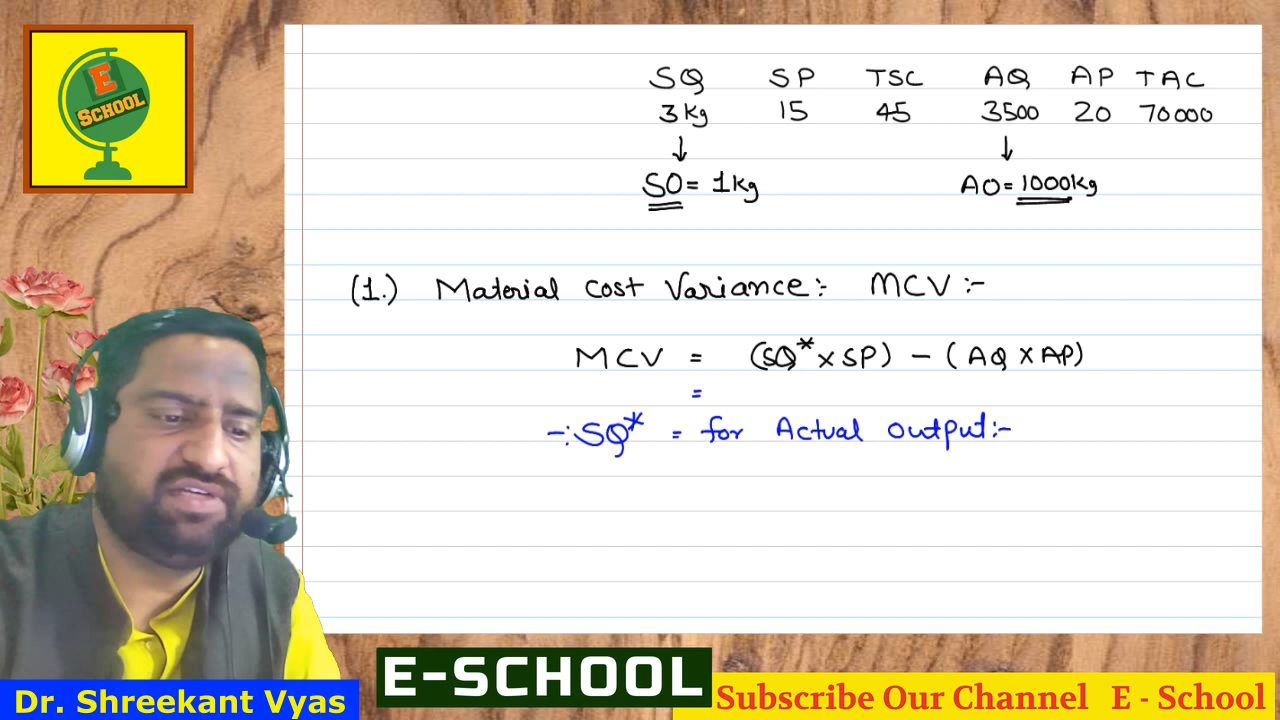 E
SCHOOL
SQ SP TSC AQ AP TAC
3kg 15 45 3500 20 70000
↓ ↓
SO = 1kg AO = 1000kg
(1.) Material Cost Variance:- MCV :-
MCV = (SQ* × SP) - (AQ × AP)
=
-: SQ* = for Actual Output:-
E-SCHOOL
Dr. Shreekant Vyas
Subscribe Our Channel E - School